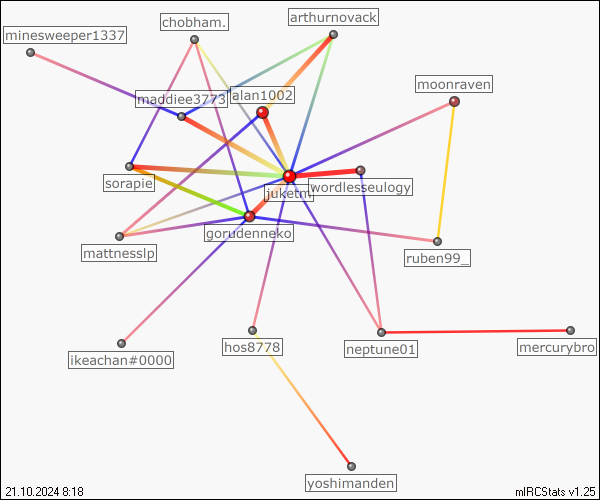 chobham.
arthurnovack
minesweeper1337
moonraven
alan1002
maddiee3773
sorapie
juketm
wordlesseulogy
gorudenneko
mattnesslp
ruben99_
ikeachan#0000
hos8778
neptune01
mercurybro
yoshimanden
21.10.2024 8:18
mIRCStats v1.25